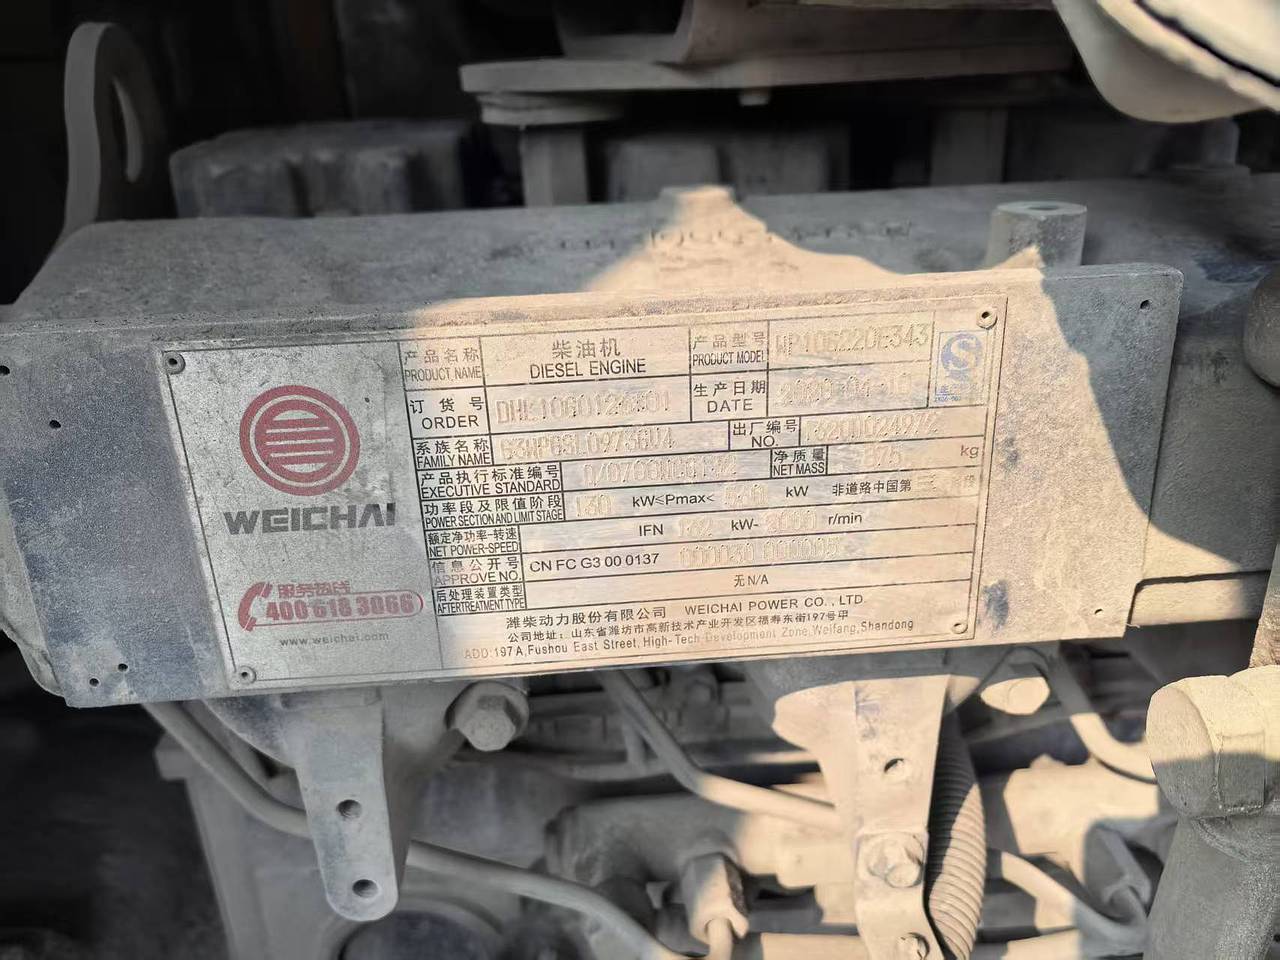 WEICHAI
服务热线
400 618 3066
www.weichai.com
产品名称 柴油机 产品型号 WP10G220E343
PRODUCT NAME DIESEL ENGINE PRODUCT MODEL
订货号 生产日期
ORDER DATE
系族名称 出厂编号
FAMILY NAME NO.
产品执行标准编号 净质量 kg
EXECUTIVE STANDARD NET MASS
功率段及限值阶段 130 kW≤Pmax< 560 kW 非道路中国第
POWER SECTION AND LIMIT STAGE
额定净功率-转速 IFN 162 kW- 2000 r/min
NET POWER-SPEED
信息公开号 CN FC G3 00 0137 000030 000005
APPROVE NO.
后处理装置类型 无N/A
AFTERTREATMENT TYPE
潍柴动力股份有限公司 WEICHAI POWER CO., LTD.
公司地址: 山东省潍坊市高新技术产业开发区福寿东街197号甲
ADD:197 A, Fushou East Street, High-Tech Development Zone, Weifang, Shandong